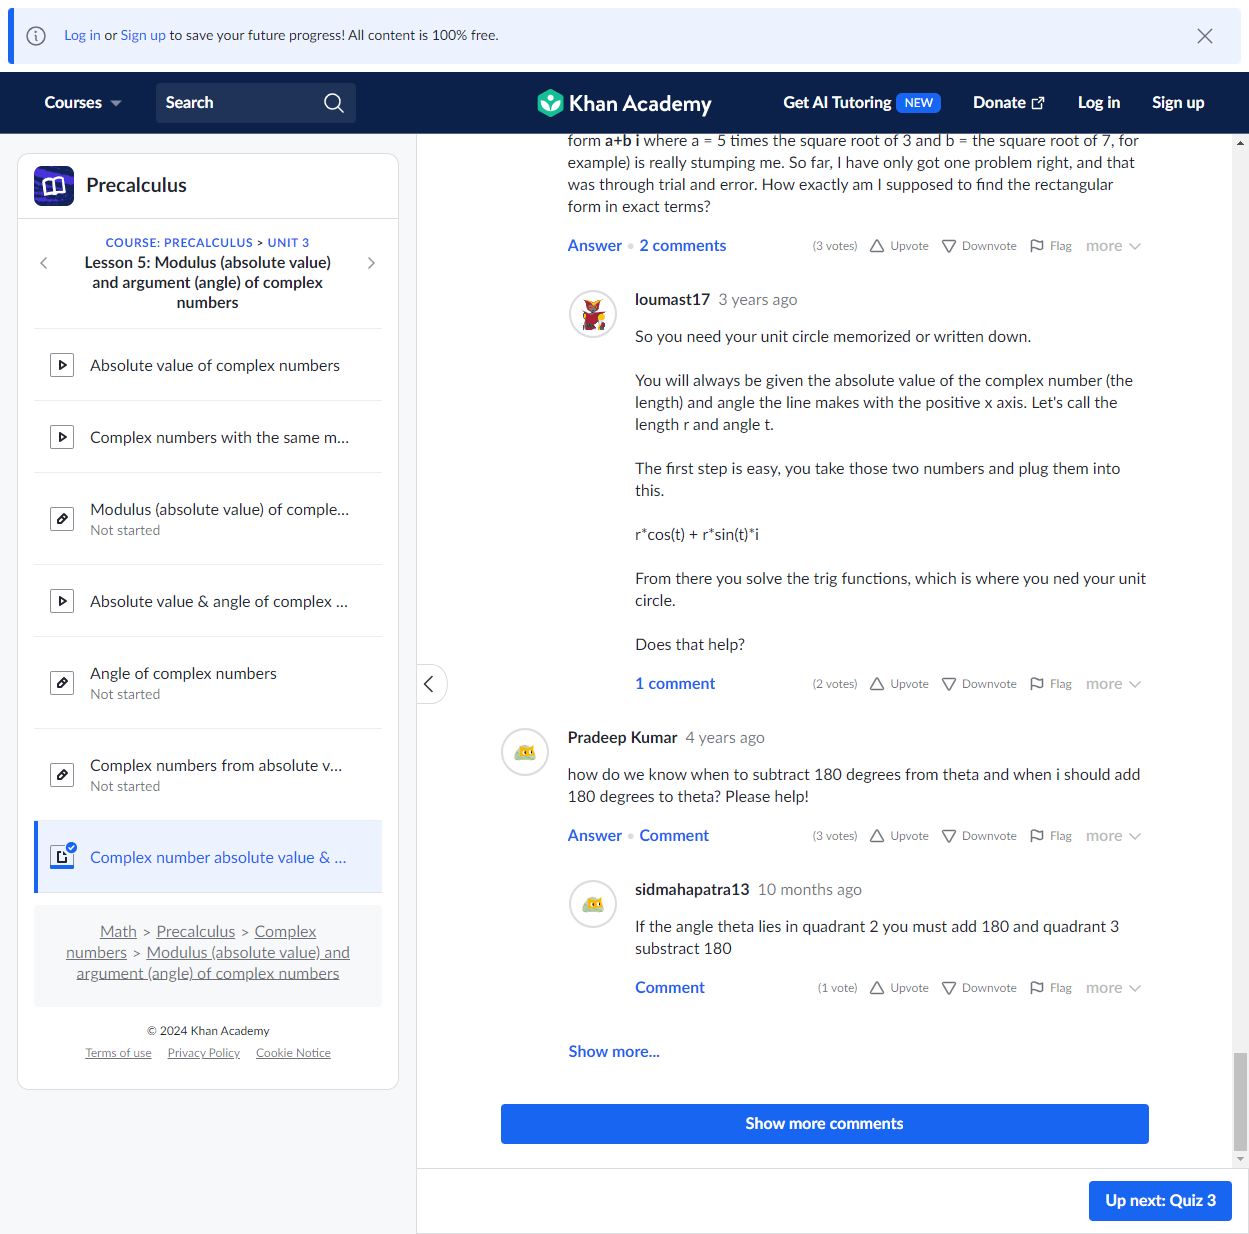 Log in or Sign up to save your future progress! All content is 100% free.
Courses
Search
Khan Academy
Get AI Tutoring NEW
Donate
Log in
Sign up
Precalculus
COURSE: PRECALCULUS > UNIT 3
Lesson 5: Modulus (absolute value)
and argument (angle) of complex
numbers
Absolute value of complex numbers
Complex numbers with the same m...
Modulus (absolute value) of comple...
Not started
Absolute value & angle of complex ...
Angle of complex numbers
Not started
Complex numbers from absolute v...
Not started
Complex number absolute value & ...
Math > Precalculus > Complex
numbers > Modulus (absolute value) and
argument (angle) of complex numbers
© 2024 Khan Academy
Terms of use Privacy Policy Cookie Notice
form a+b i where a = 5 times the square root of 3 and b = the square root of 7, for
example) is really stumping me. So far, I have only got one problem right, and that
was through trial and error. How exactly am I supposed to find the rectangular
form in exact terms?
Answer • 2 comments (3 votes) Upvote Downvote Flag more
loumast17 3 years ago
So you need your unit circle memorized or written down.
You will always be given the absolute value of the complex number (the
length) and angle the line makes with the positive x axis. Let's call the
length r and angle t.
The first step is easy, you take those two numbers and plug them into
this.
r*cos(t) + r*sin(t)*i
From there you solve the trig functions, which is where you ned your unit
circle.
Does that help?
1 comment (2 votes) Upvote Downvote Flag more
Pradeep Kumar 4 years ago
how do we know when to subtract 180 degrees from theta and when i should add
180 degrees to theta? Please help!
Answer • Comment (3 votes) Upvote Downvote Flag more
sidmahapatra13 10 months ago
If the angle theta lies in quadrant 2 you must add 180 and quadrant 3
substract 180
Comment (1 vote) Upvote Downvote Flag more
Show more...
Show more comments
Up next: Quiz 3